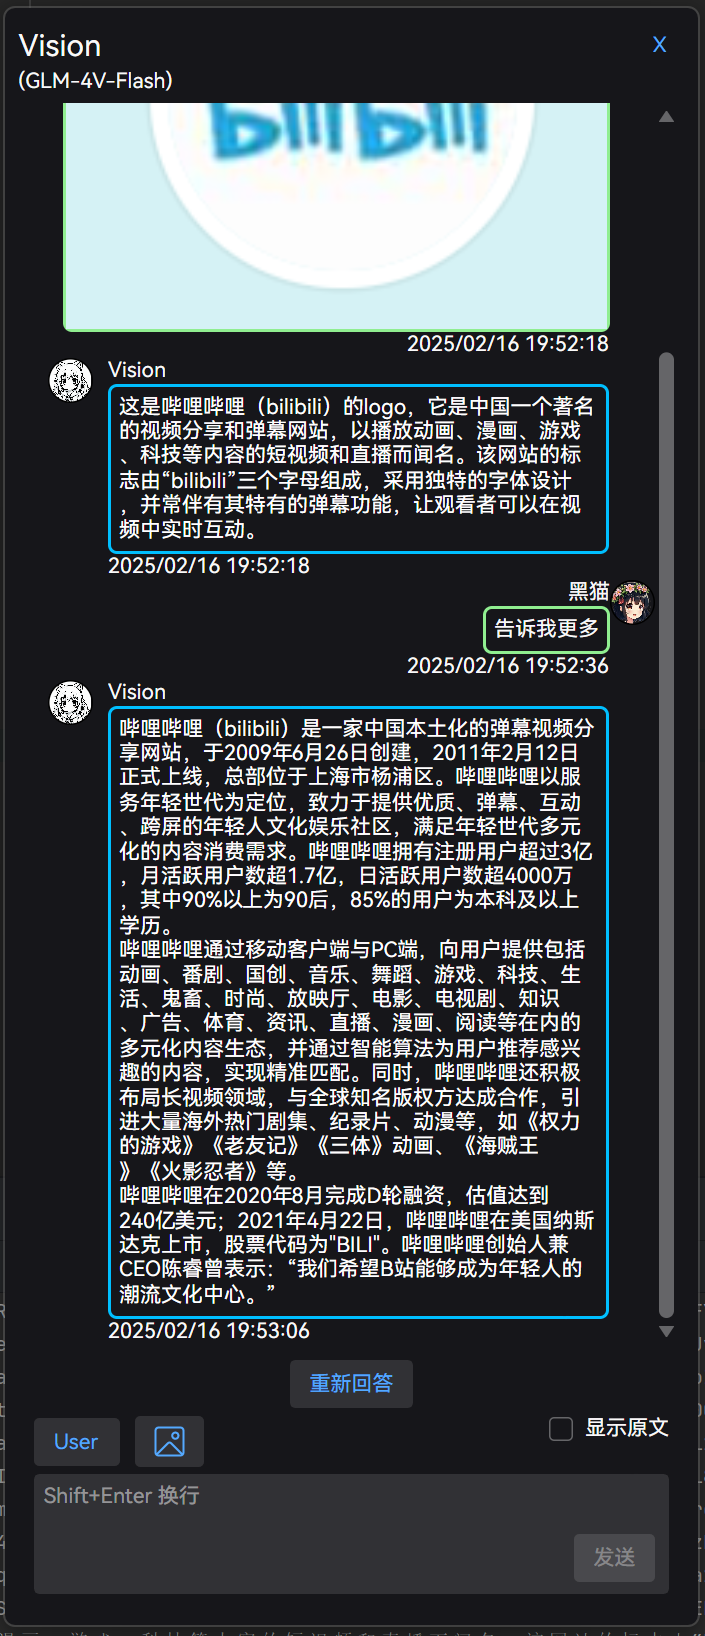 Vision
X
(GLM-4V-Flash)
bilibili
2025/02/16 19:52:18
Vision
这是哔哩哔哩（bilibili）的logo，它是中国一个著名
的视频分享和弹幕网站，以播放动画、漫画、游戏
、科技等内容的短视频和直播而闻名。该网站的标
志由“bilibili”三个字母组成，采用独特的字体设计
，并常伴有其特有的弹幕功能，让观看者可以在视
频中实时互动。
2025/02/16 19:52:18
黑猫
告诉我更多
2025/02/16 19:52:36
Vision
哔哩哔哩（bilibili）是一家中国本土化的弹幕视频分
享网站，于2009年6月26日创建，2011年2月12日
正式上线，总部位于上海市杨浦区。哔哩哔哩以服
务年轻世代为定位，致力于提供优质、弹幕、互动
、跨屏的年轻人文化娱乐社区，满足年轻世代多元
化的内容消费需求。哔哩哔哩拥有注册用户超过3亿
，月活跃用户数超1.7亿，日活跃用户数超4000万
，其中90%以上为90后，85%的用户为本科及以上
学历。
哔哩哔哩通过移动客户端与PC端，向用户提供包括
动画、番剧、国创、音乐、舞蹈、游戏、科技、生
活、鬼畜、时尚、放映厅、电影、电视剧、知识
、广告、体育、资讯、直播、漫画、阅读等在内的
多元化内容生态，并通过智能算法为用户推荐感兴
趣的内容，实现精准匹配。同时，哔哩哔哩还积极
布局长视频领域，与全球知名版权方达成合作，引
进大量海外热门剧集、纪录片、动漫等，如《权力
的游戏》《老友记》《三体》动画、《海贼王
》《火影忍者》等。
哔哩哔哩在2020年8月完成D轮融资，估值达到
240亿美元；2021年4月22日，哔哩哔哩在美国纳斯
达克上市，股票代码为"BILI"。哔哩哔哩创始人兼
CEO陈睿曾表示：“我们希望B站能够成为年轻人的
潮流文化中心。”
2025/02/16 19:53:06
重新回答
User
显示原文
Shift+Enter 换行
发送